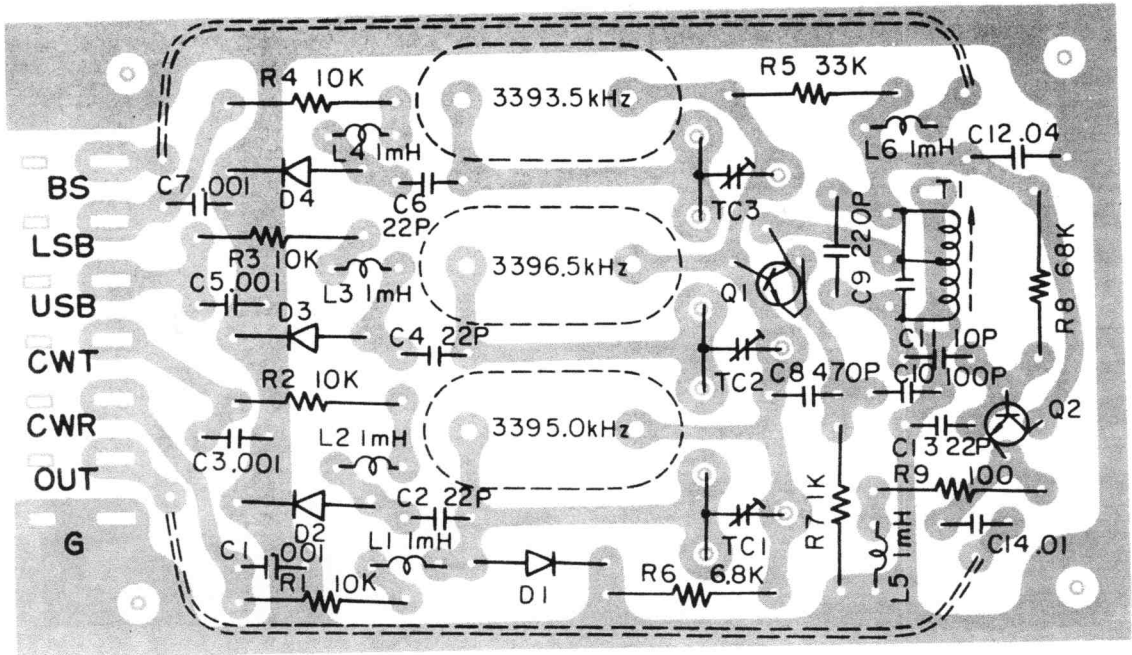 R4 10K
3393.5kHz
R5 33K
L4 1mH
L6 1mH
C12 .04
BS
C7 .001
D4
C6
22P
TC3
T1
LSB
R3 10K
3396.5kHz
C9 220P
C5 .001
L3 1mH
Q1
R8 68K
USB
D3
C4 22P
C11 10P
CWT
R2 10K
TC2
C8 470P
C10 100P
Q2
CWR
3395.0kHz
L2 1mH
C3 .001
C13 22P
OUT
R9 100
C2 22P
R7 1K
D2
TC1
G
C1 .001
L1 1mH
C14 .01
R1 10K
D1
R6 6.8K
L5 1mH